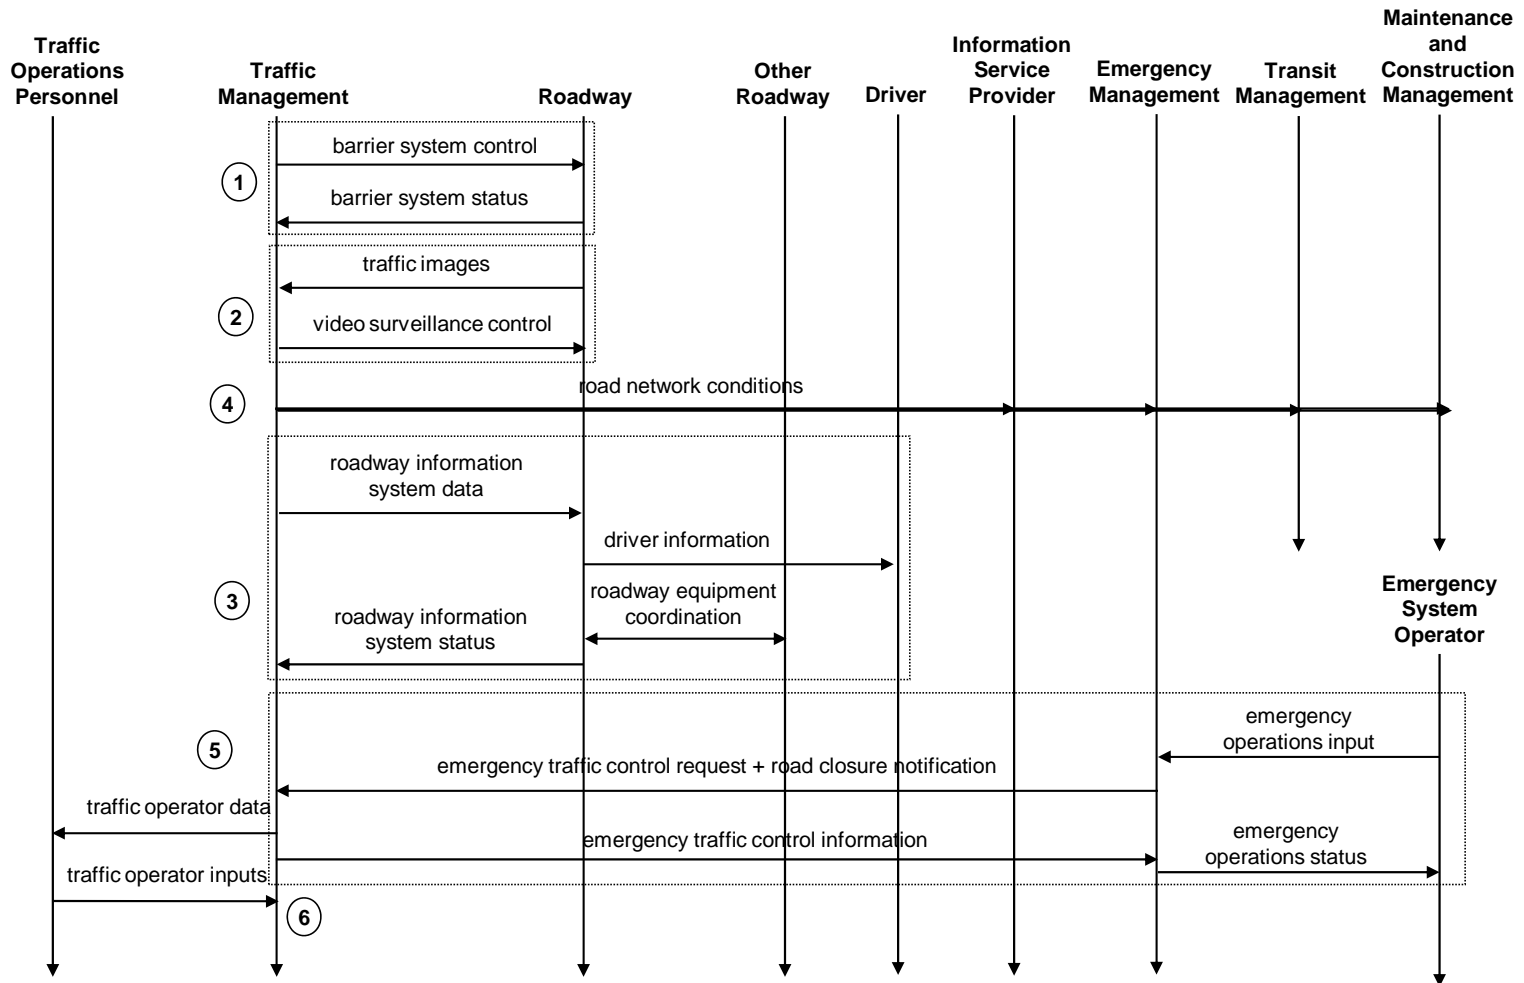 Traffic
Operations
Personnel
Traffic
Management
Roadway
Other
Roadway
Driver
Information
Service
Provider
Emergency
Management
Transit
Management
Maintenance
and
Construction
Management
barrier system control
1
barrier system status
traffic images
2
video surveillance control
4
road network conditions
roadway information
system data
driver information
3
roadway equipment
coordination
roadway information
system status
Emergency
System
Operator
5
emergency
operations input
emergency traffic control request + road closure notification
traffic operator data
emergency traffic control information
emergency
operations status
traffic operator inputs
6